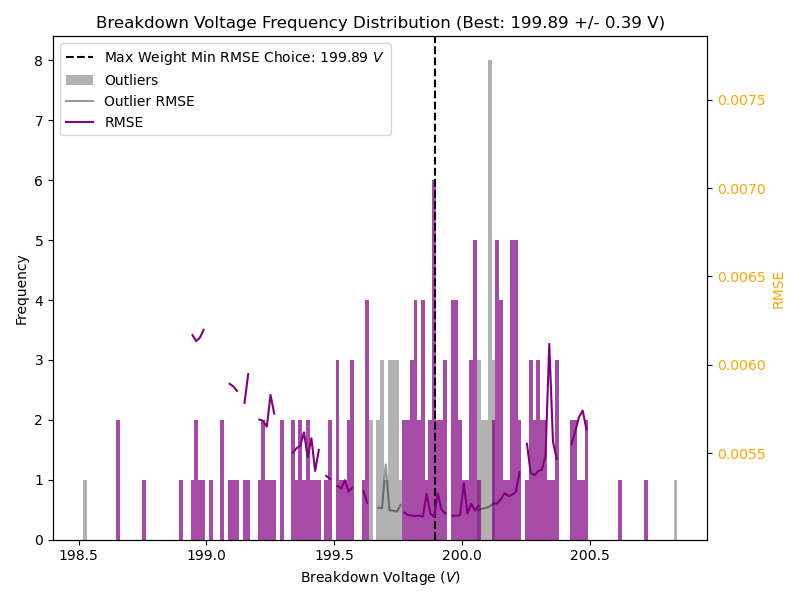 Breakdown Voltage Frequency Distribution (Best: 199.89 +/- 0.39 V)
Max Weight Min RMSE Choice: 199.89 V
Outliers
Outlier RMSE
RMSE
8
7
6
5
4
3
2
1
0
Frequency
0.0075
0.0070
0.0065
0.0060
0.0055
RMSE
198.5 199.0 199.5 200.0 200.5
Breakdown Voltage (V)